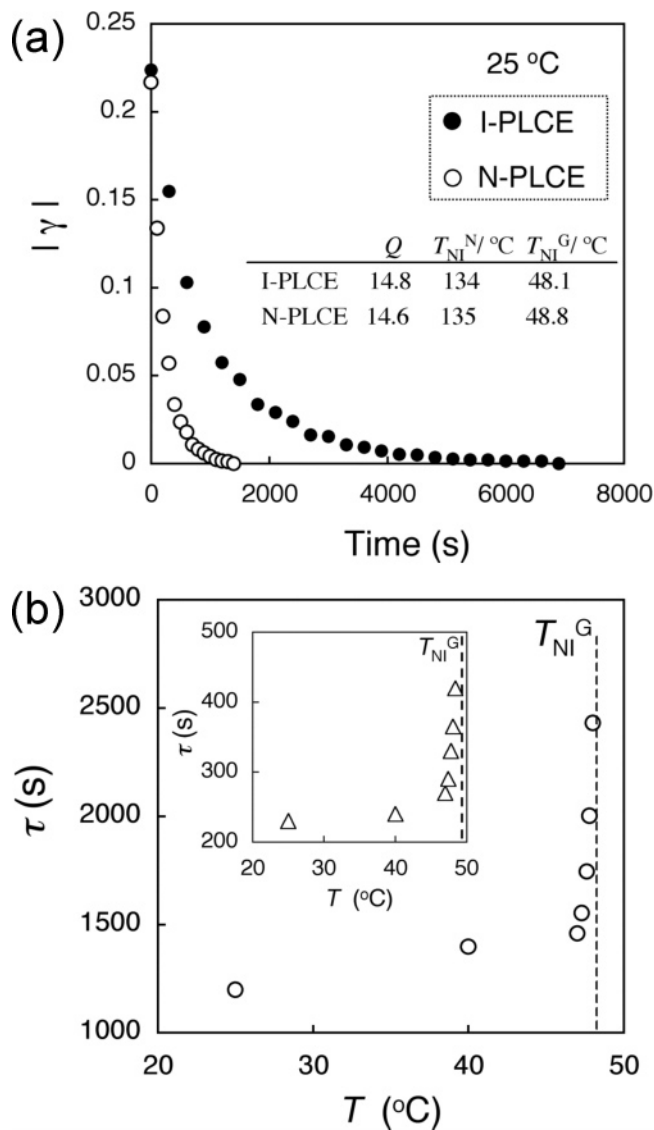 (a)
25 °C
● I-PLCE
○ N-PLCE
Q T_NI^N/ °C T_NI^G/ °C
I-PLCE 14.8 134 48.1
N-PLCE 14.6 135 48.8
| γ |
0.25
0.2
0.15
0.1
0.05
0
0 2000 4000 6000 8000
Time (s)
(b)
3000
2500
2000
1500
1000
τ (s)
T_NI^G
500
400
300
200
τ (s)
T_NI^G
20 30 40 50
T (°C)
20 30 40 50
T (°C)